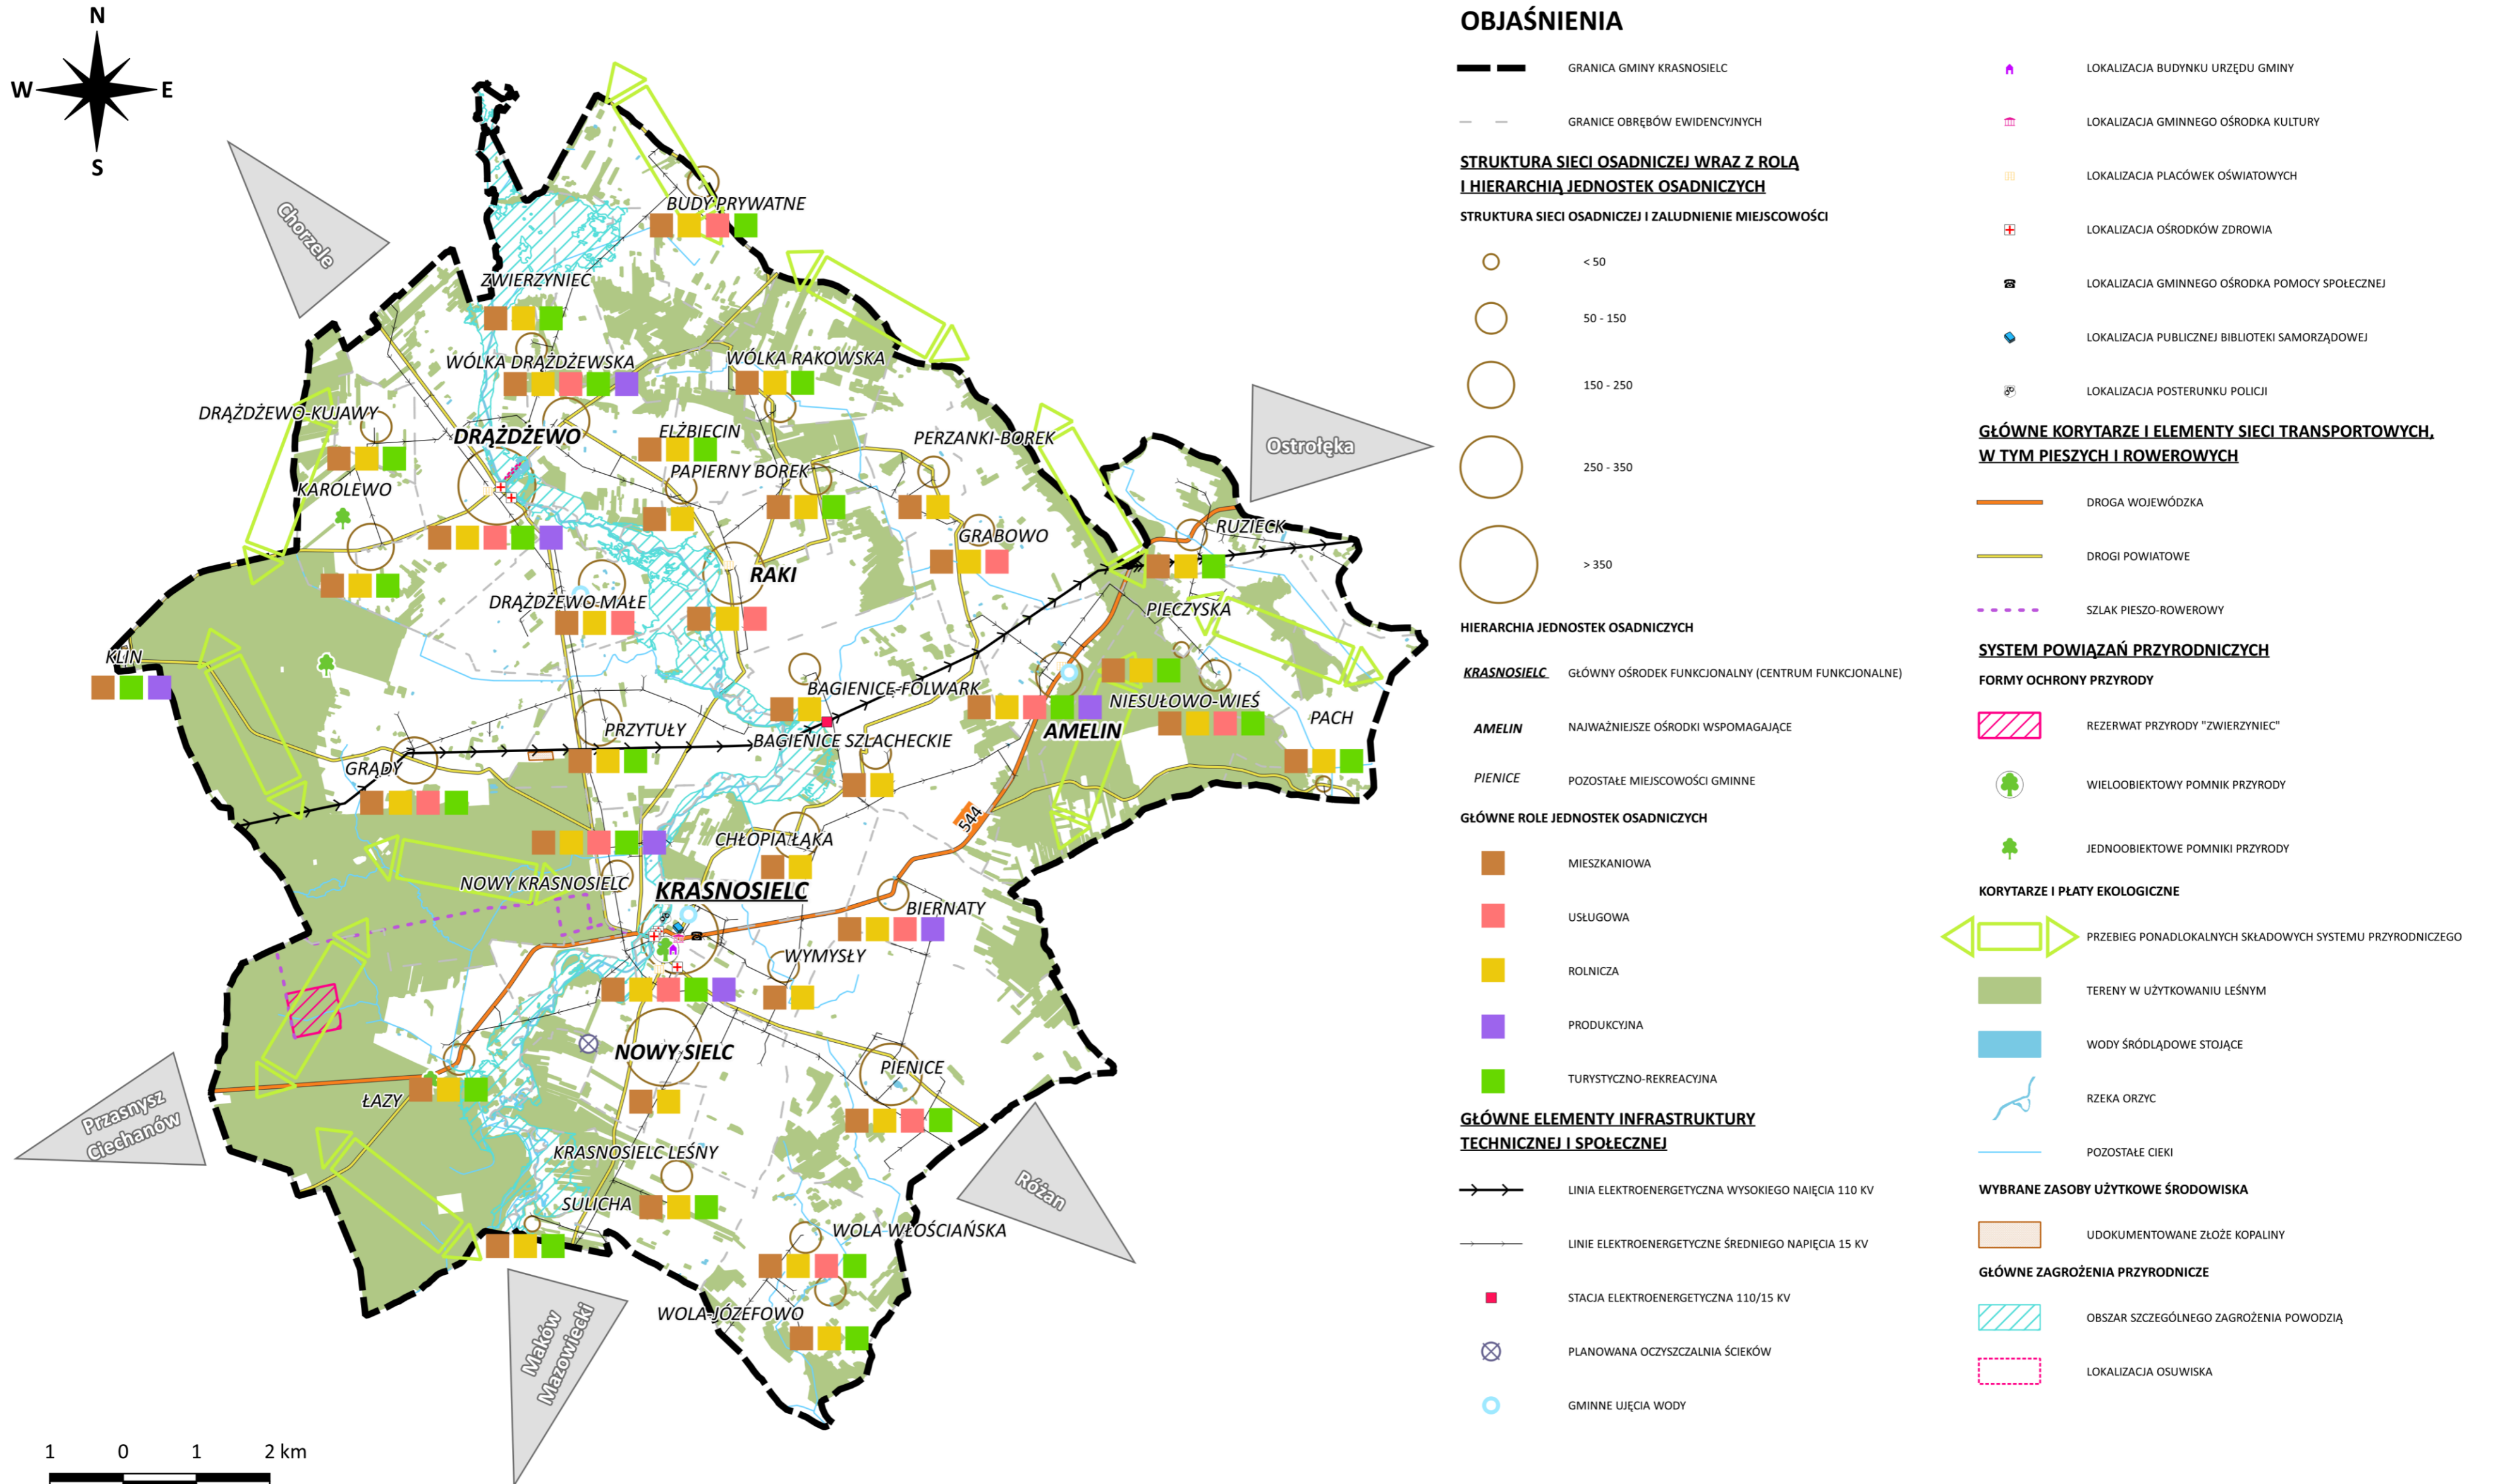 N
W
E
S
Chorzele
BUDY PRYWATNE
ZWIERZYNIEC
WÓLKA DRĄŻDŻEWSKA
WÓLKA RAKOWSKA
DRĄŻDŻEWO-KUJAWY
DRĄŻDŻEWO
ELŻBIECIN
PERZANKI-BOREK
Ostrołęka
PAPIERNY BOREK
KAROLEWO
RUZIECK
GRABOWO
RAKI
DRĄŻDŻEWO MAŁE
PIECZYSKA
KLIN
BAGIENICE-FOLWARK
NIESUŁOWO-WIEŚ
PACH
PRZYTUŁY
AMELIN
BAGIENICE SZLACHECKIE
GRĄDY
544
CHŁOPIA ŁĄKA
NOWY KRASNOSIELC
KRASNOSIELC
BIERNATY
WYMYSŁY
NOWY SIELC
PIENICE
ŁAZY
Przasnysz
Ciechanów
KRASNOSIELC LEŚNY
Różan
SULICHA
WOLA WŁOŚCIAŃSKA
WOLA-JÓZEFOWO
Maków
Mazowiecki
1 0 1 2 km
OBJAŚNIENIA
GRANICA GMINY KRASNOSIELC
GRANICE OBRĘBÓW EWIDENCYJNYCH
STRUKTURA SIECI OSADNICZEJ WRAZ Z ROLĄ
I HIERARCHIĄ JEDNOSTEK OSADNICZYCH
STRUKTURA SIECI OSADNICZEJ I ZALUDNIENIE MIEJSCOWOŚCI
< 50
50 - 150
150 - 250
250 - 350
> 350
HIERARCHIA JEDNOSTEK OSADNICZYCH
KRASNOSIELC GŁÓWNY OŚRODEK FUNKCJONALNY (CENTRUM FUNKCJONALNE)
AMELIN NAJWAŻNIEJSZE OŚRODKI WSPOMAGAJĄCE
PIENICE POZOSTAŁE MIEJSCOWOŚCI GMINNE
GŁÓWNE ROLE JEDNOSTEK OSADNICZYCH
MIESZKANIOWA
USŁUGOWA
ROLNICZA
PRODUKCYJNA
TURYSTYCZNO-REKREACYJNA
GŁÓWNE ELEMENTY INFRASTRUKTURY
TECHNICZNEJ I SPOŁECZNEJ
LINIA ELEKTROENERGETYCZNA WYSOKIEGO NAIĘCIA 110 KV
LINIE ELEKTROENERGETYCZNE ŚREDNIEGO NAPIĘCIA 15 KV
STACJA ELEKTROENERGETYCZNA 110/15 KV
PLANOWANA OCZYSZCZALNIA ŚCIEKÓW
GMINNE UJĘCIA WODY
LOKALIZACJA BUDYNKU URZĘDU GMINY
LOKALIZACJA GMINNEGO OŚRODKA KULTURY
LOKALIZACJA PLACÓWEK OŚWIATOWYCH
LOKALIZACJA OŚRODKÓW ZDROWIA
LOKALIZACJA GMINNEGO OŚRODKA POMOCY SPOŁECZNEJ
LOKALIZACJA PUBLICZNEJ BIBLIOTEKI SAMORZĄDOWEJ
LOKALIZACJA POSTERUNKU POLICJI
GŁÓWNE KORYTARZE I ELEMENTY SIECI TRANSPORTOWYCH,
W TYM PIESZYCH I ROWEROWYCH
DROGA WOJEWÓDZKA
DROGI POWIATOWE
SZLAK PIESZO-ROWEROWY
SYSTEM POWIĄZAŃ PRZYRODNICZYCH
FORMY OCHRONY PRZYRODY
REZERWAT PRZYRODY "ZWIERZYNIEC"
WIELOOBIEKTOWY POMNIK PRZYRODY
JEDNOOBIEKTOWE POMNIKI PRZYRODY
KORYTARZE I PŁATY EKOLOGICZNE
PRZEBIEG PONADLOKALNYCH SKŁADOWYCH SYSTEMU PRZYRODNICZEGO
TERENY W UŻYTKOWANIU LEŚNYM
WODY ŚRÓDLĄDOWE STOJĄCE
RZEKA ORZYC
POZOSTAŁE CIEKI
WYBRANE ZASOBY UŻYTKOWE ŚRODOWISKA
UDOKUMENTOWANE ZŁOŻE KOPALINY
GŁÓWNE ZAGROŻENIA PRZYRODNICZE
OBSZAR SZCZEGÓLNEGO ZAGROŻENIA POWODZIĄ
LOKALIZACJA OSUWISKA